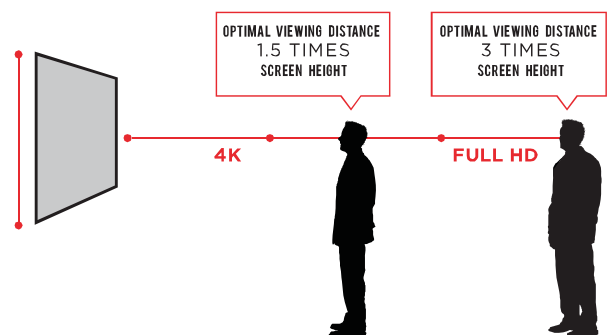 OPTIMAL VIEWING DISTANCE
1.5 TIMES
SCREEN HEIGHT
OPTIMAL VIEWING DISTANCE
3 TIMES
SCREEN HEIGHT
4K
FULL HD